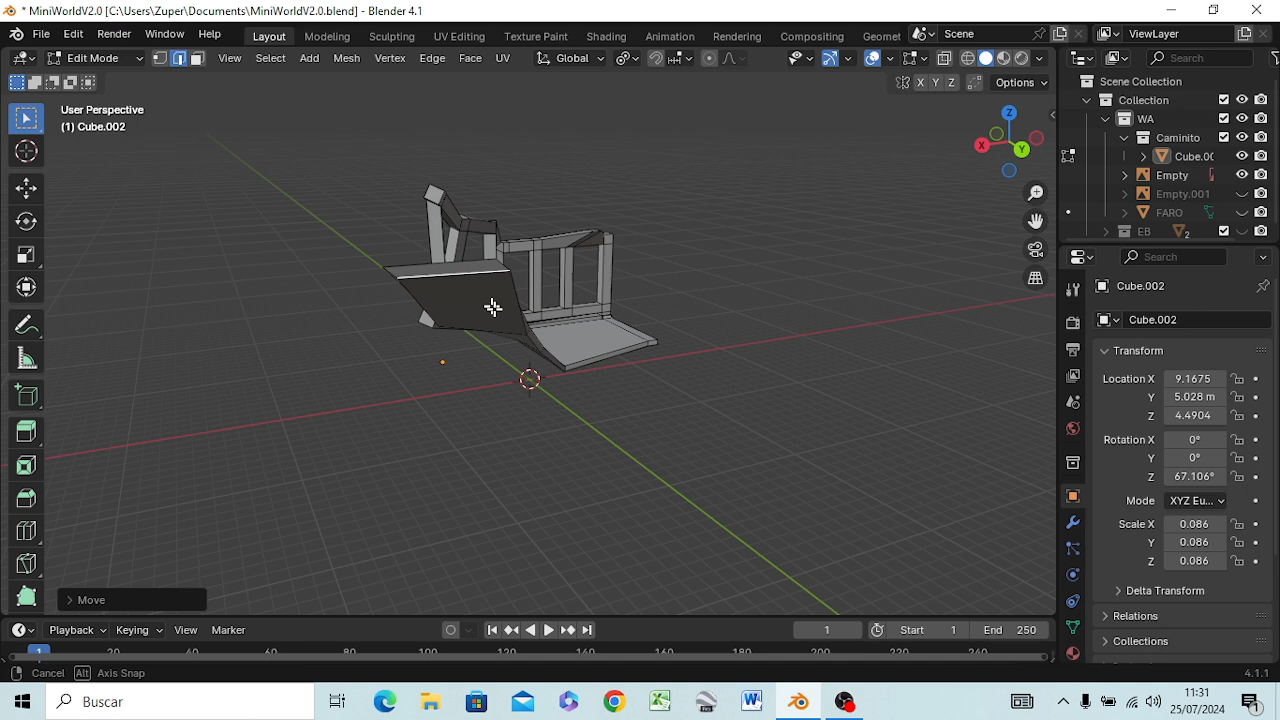 * MiniWorldV2.0 [C:\Users\Zuper\Documents\MiniWorldV2.0.blend] - Blender 4.1
File Edit Render Window Help Layout Modeling Sculpting UV Editing Texture Paint Shading Animation Rendering Compositing Geomet Scene ViewLayer
Edit Mode View Select Add Mesh Vertex Edge Face UV Global Search
X Y Z Options
Scene Collection
Collection
WA
Caminito
Cube.00
Empty
Empty.001
FARO
EB 2
User Perspective
(1) Cube.002
Z
X
Y
Search
Cube.002
Cube.002
Transform
Location X 9.1675
Y 5.028 m
Z 4.4904
Rotation X 0°
Y 0°
Z 67.106°
Mode XYZ Eu...
Scale X 0.086
Y 0.086
Z 0.086
Delta Transform
Relations
Collections
Move
Playback Keying View Marker 1 Start 1 End 250
1 20 40 60 80 100 120 140 160 180 200 220 240
Cancel Alt Axis Snap 4.1.1
Buscar
11:31
25/07/2024
1